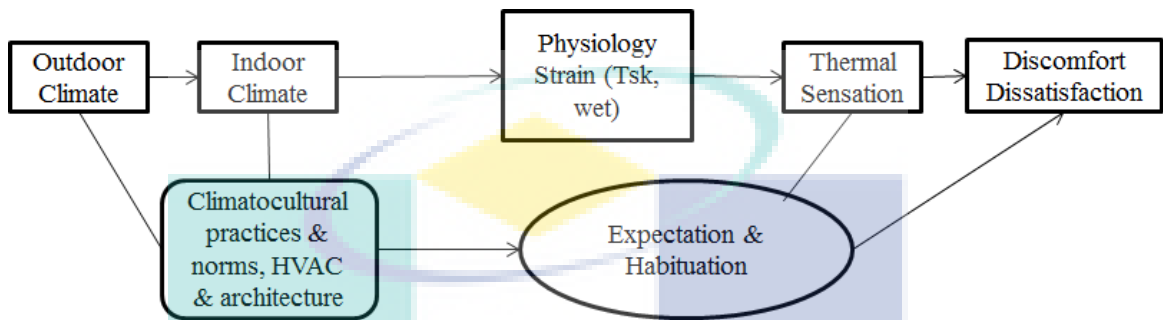 Outdoor
Climate
Indoor
Climate
Physiology
Strain (Tsk,
wet)
Thermal
Sensation
Discomfort
Dissatisfaction
Climatocultural
practices &
norms, HVAC
& architecture
Expectation &
Habituation